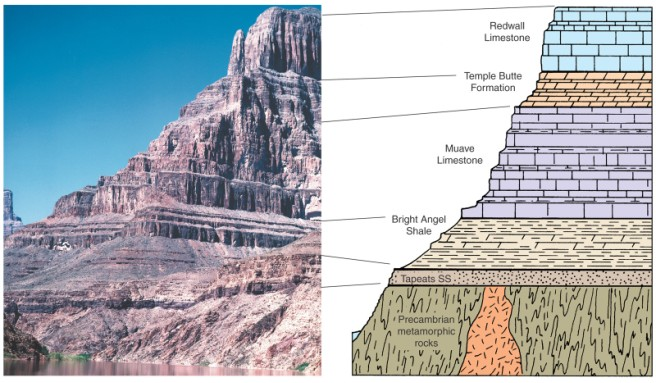 Redwall
Limestone
Temple Butte
Formation
Muave
Limestone
Bright Angel
Shale
Tapeats SS
Precambrian
metamorphic
rocks